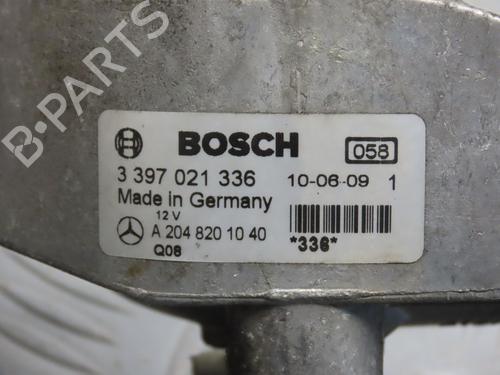 B-PARTS
BOSCH 058
3 397 021 336 10-06-09 1
Made in Germany
12 V
A 204 820 10 40
Q08 *336*